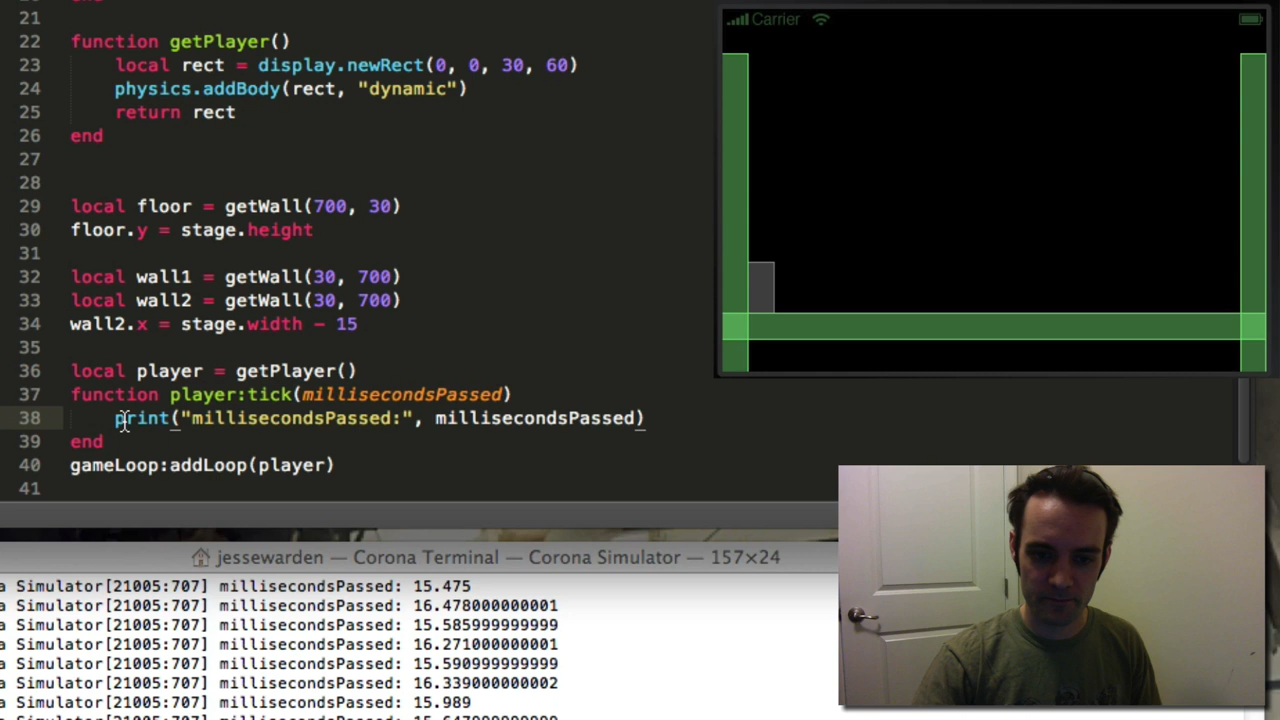 21
22 function getPlayer()
23 local rect = display.newRect(0, 0, 30, 60)
24 physics.addBody(rect, "dynamic")
25 return rect
26 end
27
28
29 local floor = getWall(700, 30)
30 floor.y = stage.height
31
32 local wall1 = getWall(30, 700)
33 local wall2 = getWall(30, 700)
34 wall2.x = stage.width - 15
35
36 local player = getPlayer()
37 function player:tick(millisecondsPassed)
38 print("millisecondsPassed:", millisecondsPassed)
39 end
40 gameLoop:addLoop(player)
41
Carrier
jessewarden — Corona Terminal — Corona Simulator — 157×24
a Simulator[21005:707] millisecondsPassed: 15.475
a Simulator[21005:707] millisecondsPassed: 16.478000000001
a Simulator[21005:707] millisecondsPassed: 15.585999999999
a Simulator[21005:707] millisecondsPassed: 16.271000000001
a Simulator[21005:707] millisecondsPassed: 15.590999999999
a Simulator[21005:707] millisecondsPassed: 16.339000000002
a Simulator[21005:707] millisecondsPassed: 15.989